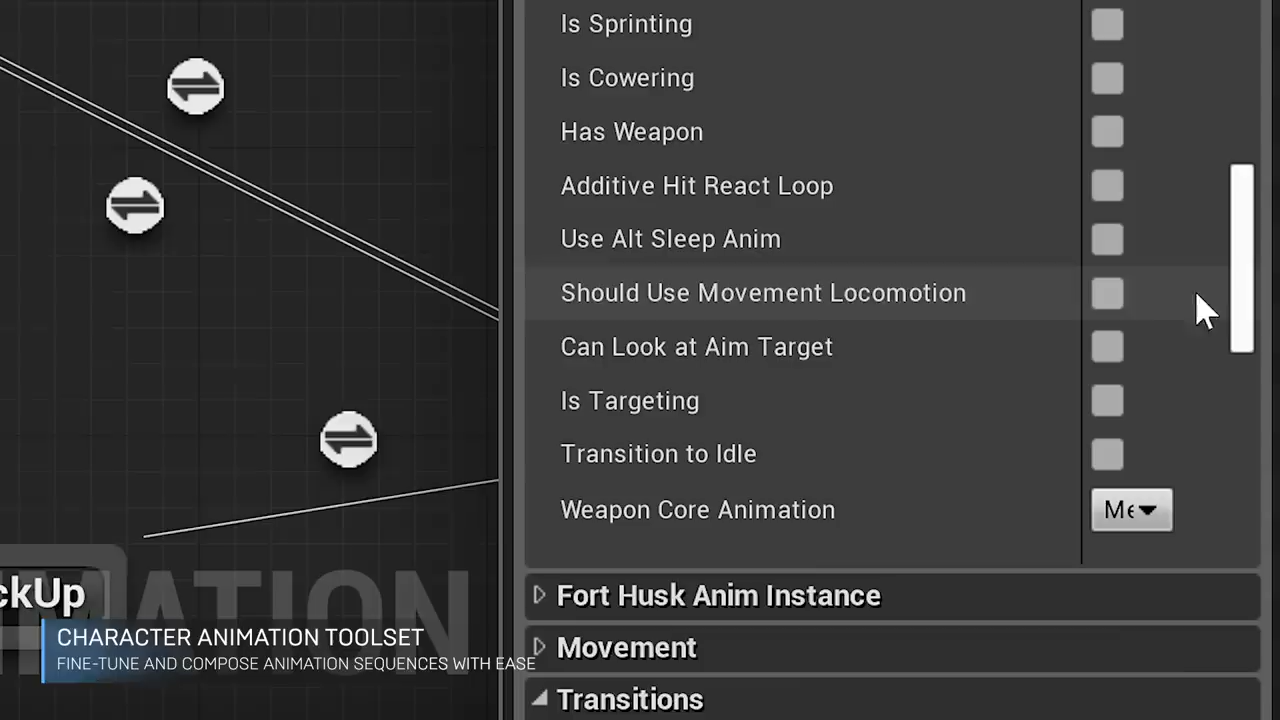 Is Sprinting
Is Cowering
Has Weapon
Additive Hit React Loop
Use Alt Sleep Anim
Should Use Movement Locomotion
Can Look at Aim Target
Is Targeting
Transition to Idle
Weapon Core Animation
Fort Husk Anim Instance
Movement
Transitions
CHARACTER ANIMATION TOOLSET
FINE-TUNE AND COMPOSE ANIMATION SEQUENCES WITH EASE